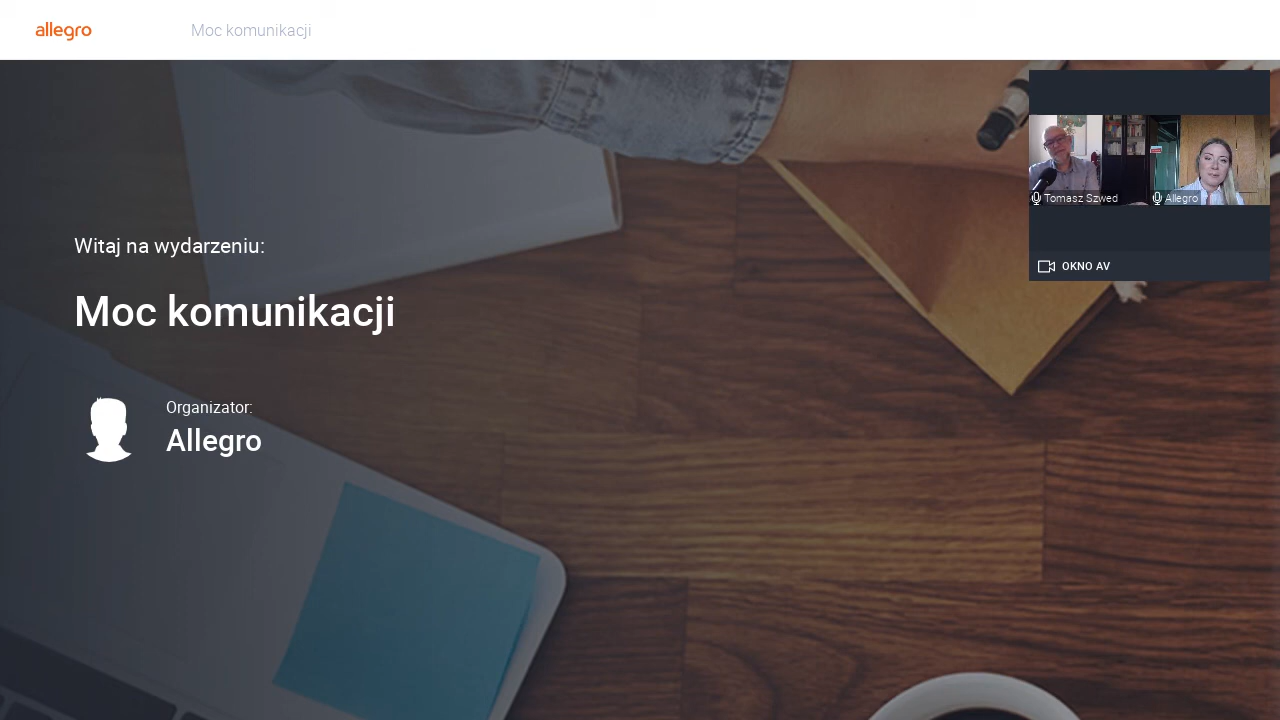 allegro
Moc komunikacji
Tomasz Szwed
Allegro
OKNO AV
Witaj na wydarzeniu:
Moc komunikacji
Organizator:
Allegro